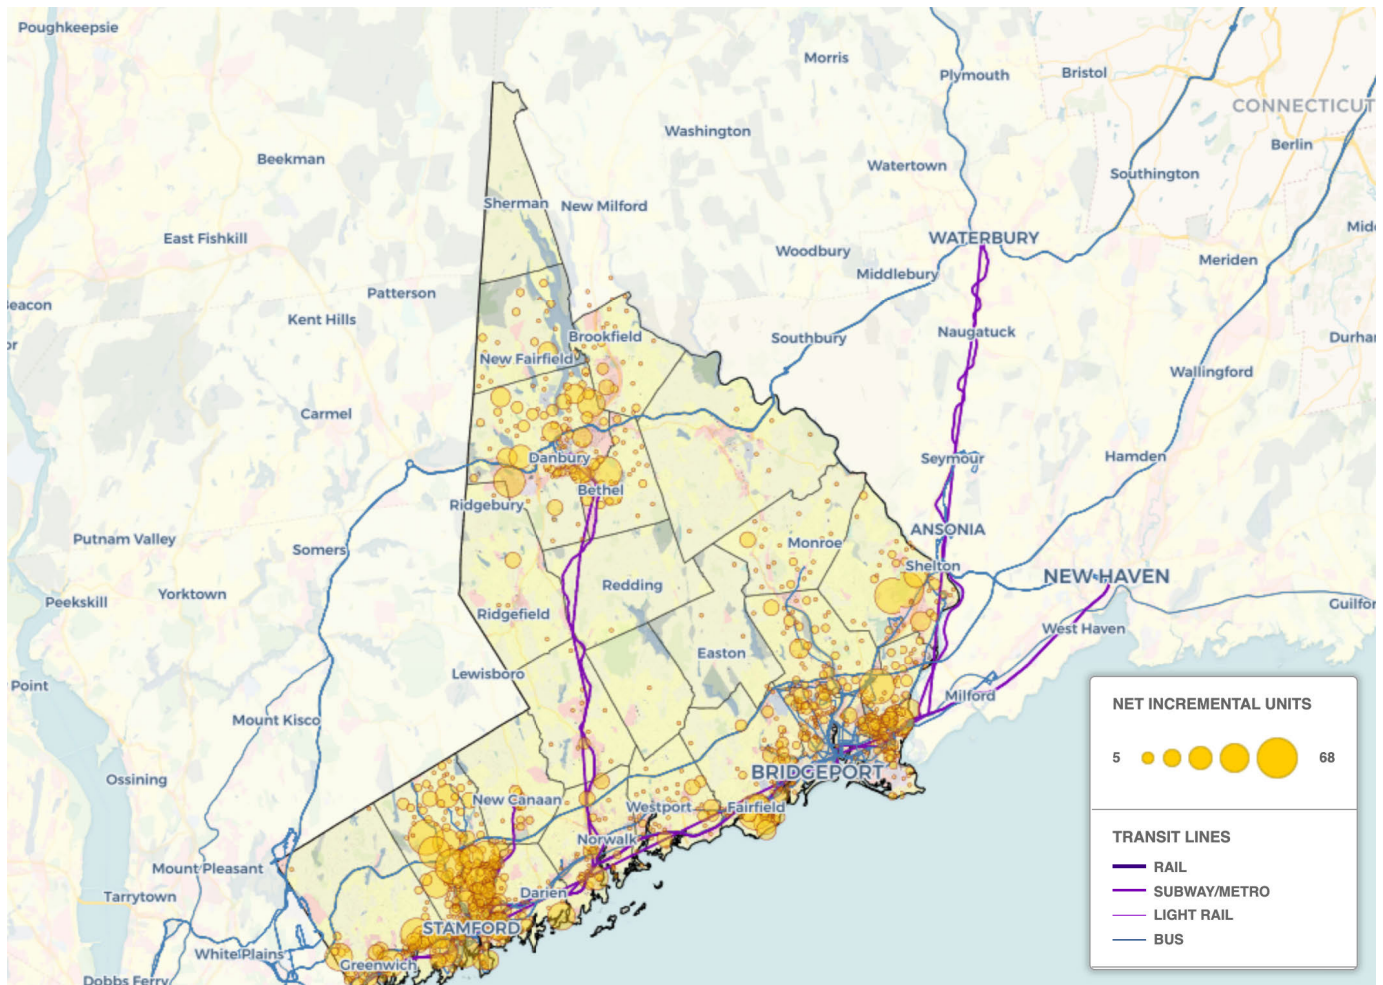 Poughkeepsie
Morris
Plymouth
Bristol
CONNECTICUT
Washington
Beekman
Watertown
Berlin
Southington
Sherman
New Milford
East Fishkill
WATERBURY
Woodbury
Meriden
Middlebury
Patterson
eacon
Kent Hills
Naugatuck
Brookfield
Southbury
New Fairfield
Wallingford
Carmel
Danbury
Seymour
Hamden
Bethel
Ridgebury
ANSONIA
Putnam Valley
Monroe
Somers
Shelton
NEW HAVEN
Redding
Yorktown
Peekskill
Guilfor
Ridgefield
West Haven
Easton
Lewisboro
Point
Milford
Mount Kisco
NET INCREMENTAL UNITS
5 68
BRIDGEPORT
Ossining
New Canaan
Westport
Fairfield
TRANSIT LINES
Norwalk
RAIL
Mount Pleasant
SUBWAY/METRO
Darien
Tarrytown
LIGHT RAIL
STAMFORD
BUS
White Plains
Greenwich
Dobbs Ferry